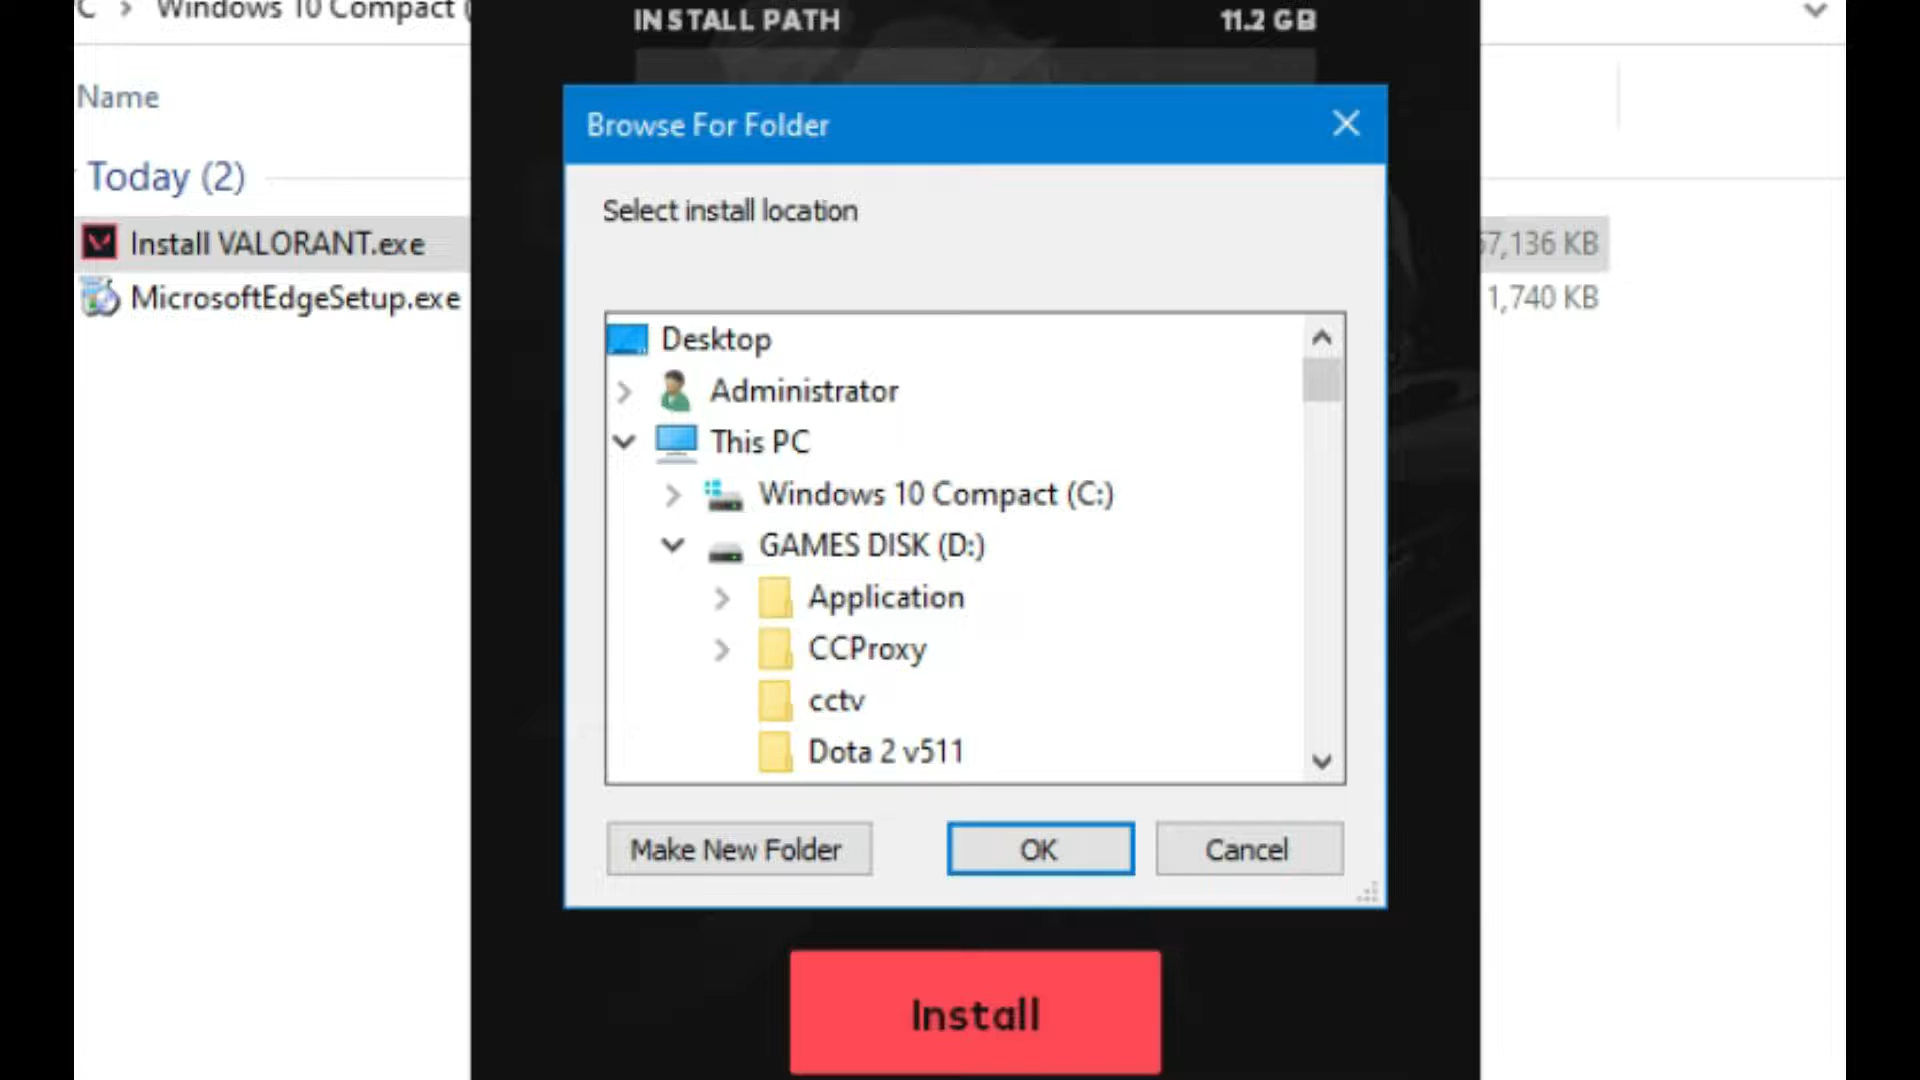 Windows 10 Compact (
INSTALL PATH
11.2 GB
Name
Today (2)
Install VALORANT.exe
7,136 KB
MicrosoftEdgeSetup.exe
1,740 KB
Browse For Folder
Select install location
Desktop
Administrator
This PC
Windows 10 Compact (C:)
GAMES DISK (D:)
Application
CCProxy
cctv
Dota 2 v511
Make New Folder
OK
Cancel
Install